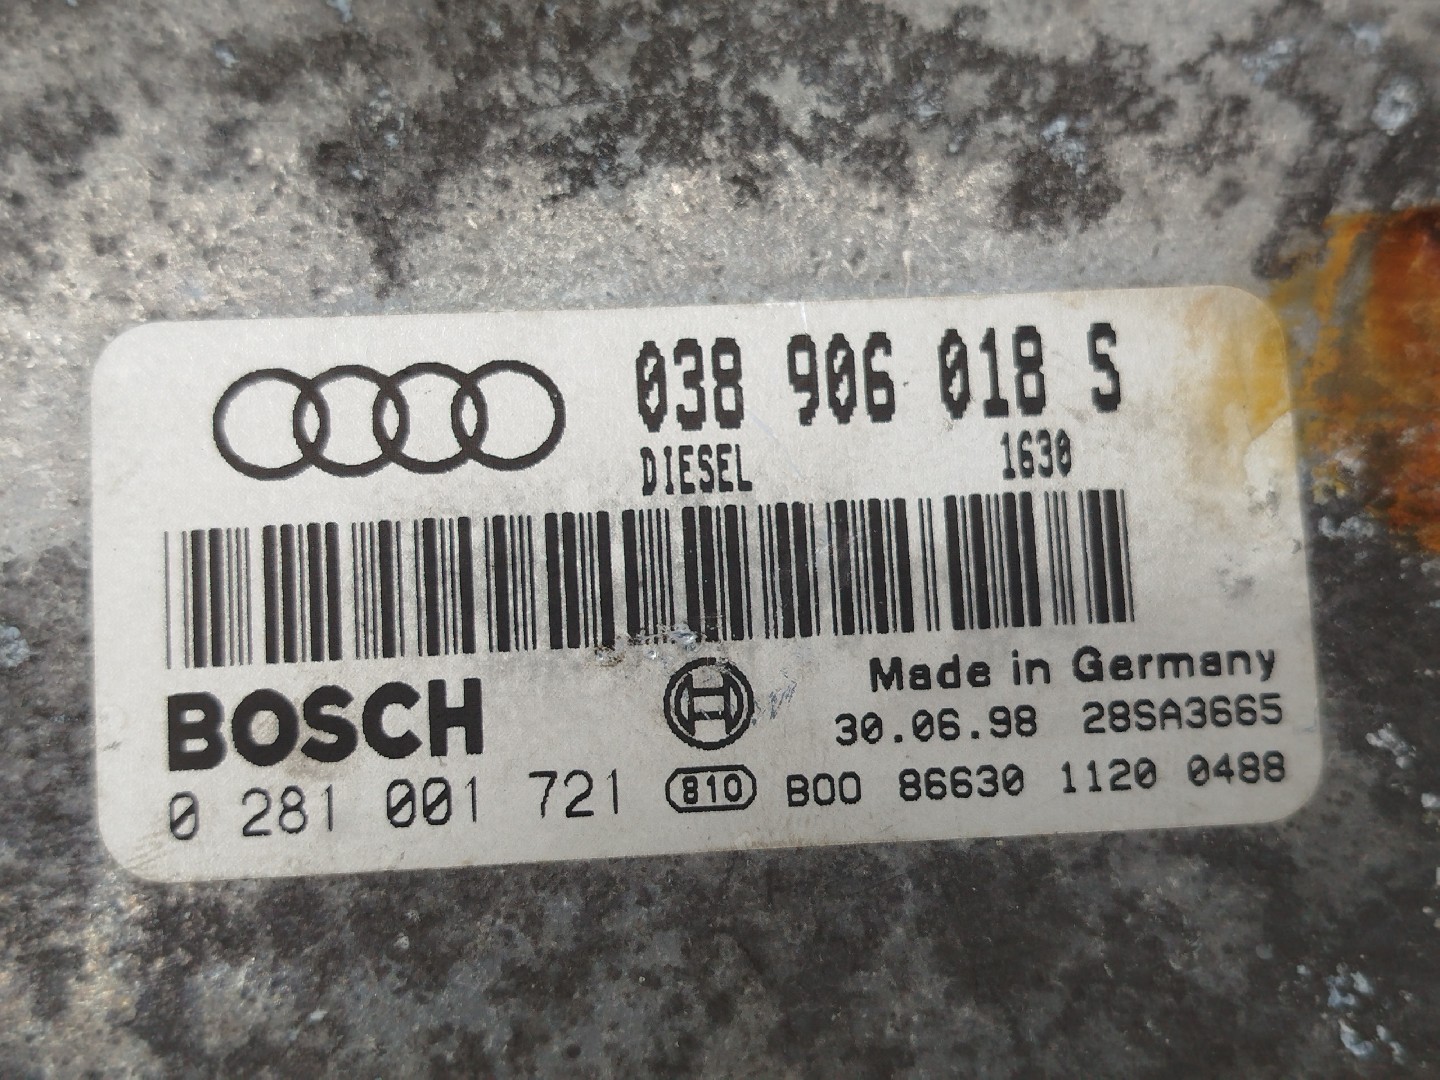 038 906 018 S
DIESEL 1630
Made in Germany
BOSCH
30.06.98 28SA3665
0 281 001 721 810 B00 86630 1120 0488